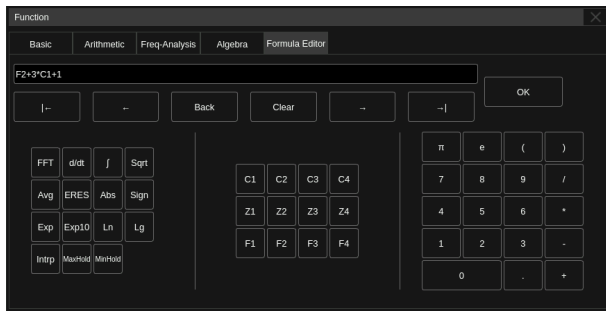 Function
Basic Arithmetic Freq-Analysis Algebra Formula Editor
F2+3*C1+1
OK
|← ← Back Clear → →|
FFT d/dt ∫ Sqrt
Avg ERES Abs Sign
Exp Exp10 Ln Lg
Intrp MaxHold MinHold
C1 C2 C3 C4
Z1 Z2 Z3 Z4
F1 F2 F3 F4
π e ( )
7 8 9 /
4 5 6 *
1 2 3 -
0 . +